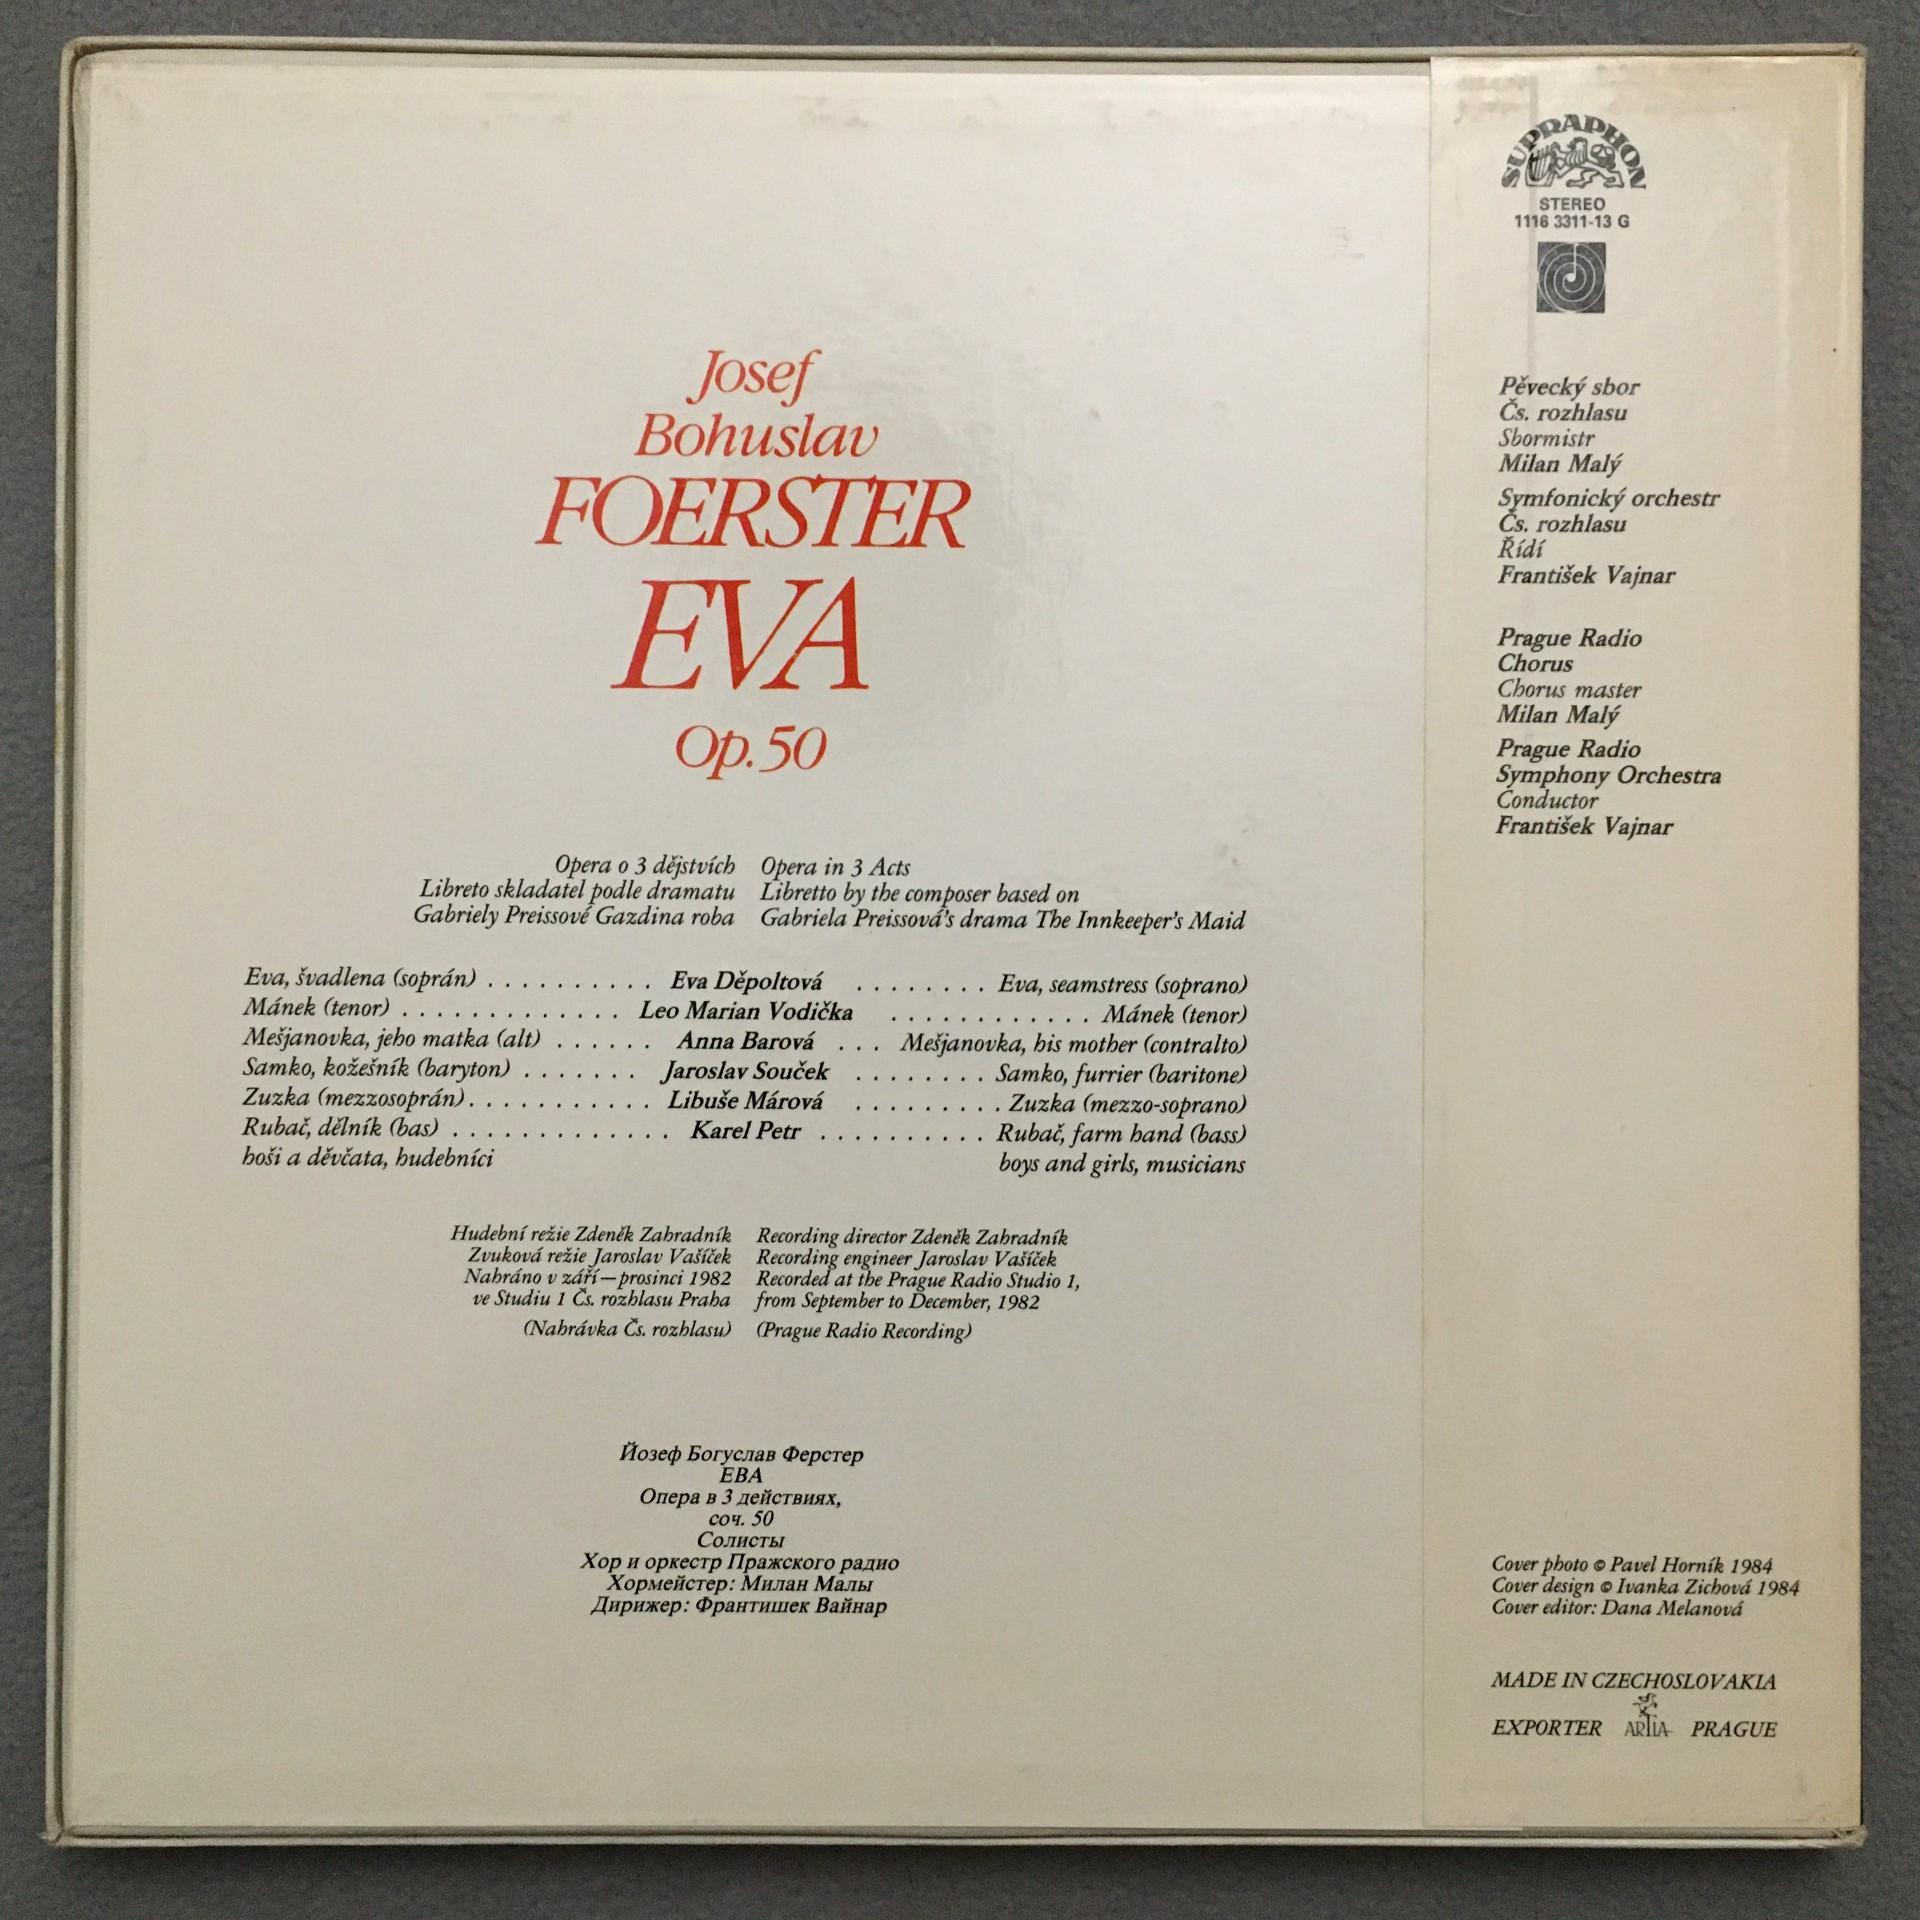 Josef
Bohuslav
FOERSTER
EVA
Op. 50
Opera o 3 dějstvích
Libreto skladatel podle dramatu
Gabriely Preissové Gazdina roba
Opera in 3 Acts
Libretto by the composer based on
Gabriela Preissová's drama The Innkeeper's Maid
Eva, švadlena (soprán) . . . . . . . . . . Eva Děpoltová . . . . . . . . Eva, seamstress (soprano)
Mánek (tenor) . . . . . . . . . . . . . Leo Marian Vodička . . . . . . . . . . . . Mánek (tenor)
Mešjanovka, jeho matka (alt) . . . . . . Anna Barová . . . Mešjanovka, his mother (contralto)
Samko, kožešník (baryton) . . . . . . . Jaroslav Souček . . . . . . . . Samko, furrier (baritone)
Zuzka (mezzosoprán) . . . . . . . . . . . Libuše Márová . . . . . . . . . Zuzka (mezzo-soprano)
Rubač, dělník (bas) . . . . . . . . . . . . . Karel Petr . . . . . . . . . . Rubač, farm hand (bass)
hoši a děvčata, hudebníci boys and girls, musicians
Hudební režie Zdeněk Zahradník
Zvuková režie Jaroslav Vašíček
Nahráno v září — prosinci 1982
ve Studiu 1 Čs. rozhlasu Praha
(Nahrávka Čs. rozhlasu)
Recording director Zdeněk Zahradník
Recording engineer Jaroslav Vašíček
Recorded at the Prague Radio Studio 1,
from September to December, 1982
(Prague Radio Recording)
Йозеф Богуслав Ферстер
ЕВА
Опера в 3 действиях,
соч. 50
Солисты
Хор и оркестр Пражского радио
Хормейстер: Милан Малы
Дирижер: Франтишек Вайнар
SUPRAPHON
STEREO
1116 3311-13 G
Pěvecký sbor
Čs. rozhlasu
Sbormistr
Milan Malý
Symfonický orchestr
Čs. rozhlasu
Řídí
František Vajnar
Prague Radio
Chorus
Chorus master
Milan Malý
Prague Radio
Symphony Orchestra
Conductor
František Vajnar
Cover photo © Pavel Horník 1984
Cover design © Ivanka Zichová 1984
Cover editor: Dana Melanová
MADE IN CZECHOSLOVAKIA
EXPORTER ARTIA PRAGUE